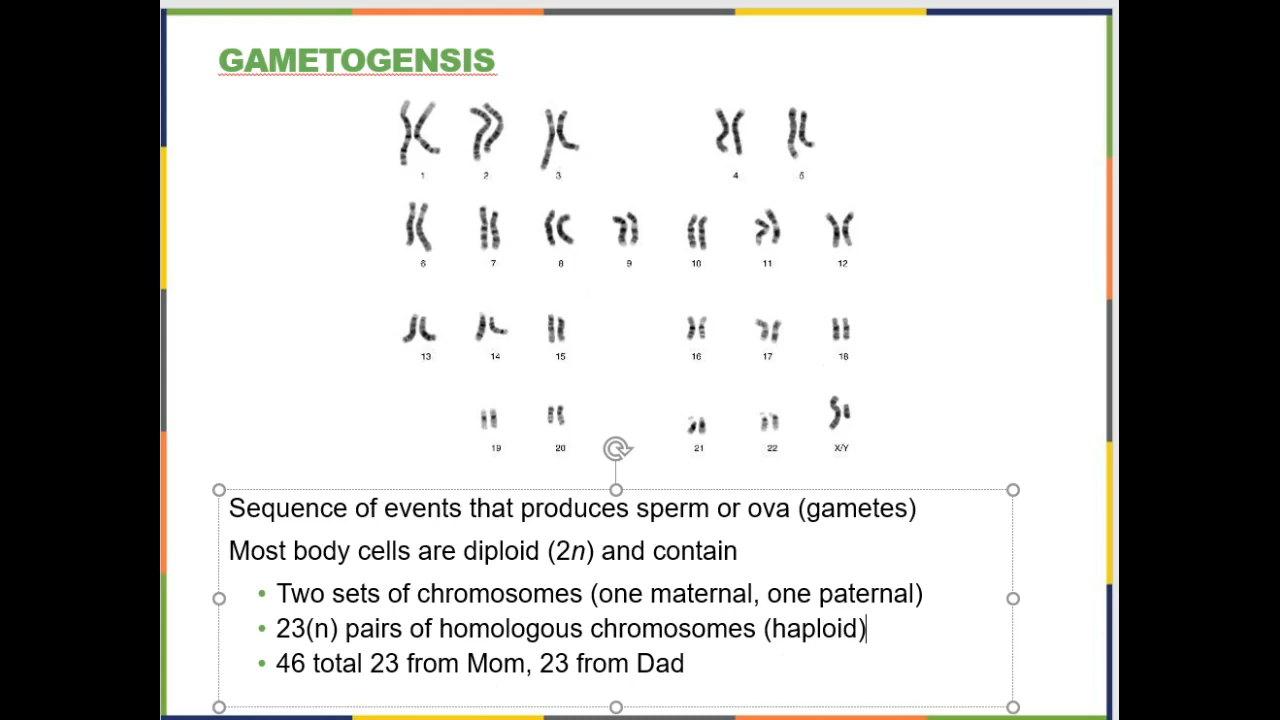 GAMETOGENSIS
1 2 3 4 5
6 7 8 9 10 11 12
13 14 15 16 17 18
19 20 21 22 X/Y
Sequence of events that produces sperm or ova (gametes)
Most body cells are diploid (2n) and contain
• Two sets of chromosomes (one maternal, one paternal)
• 23(n) pairs of homologous chromosomes (haploid)
• 46 total 23 from Mom, 23 from Dad